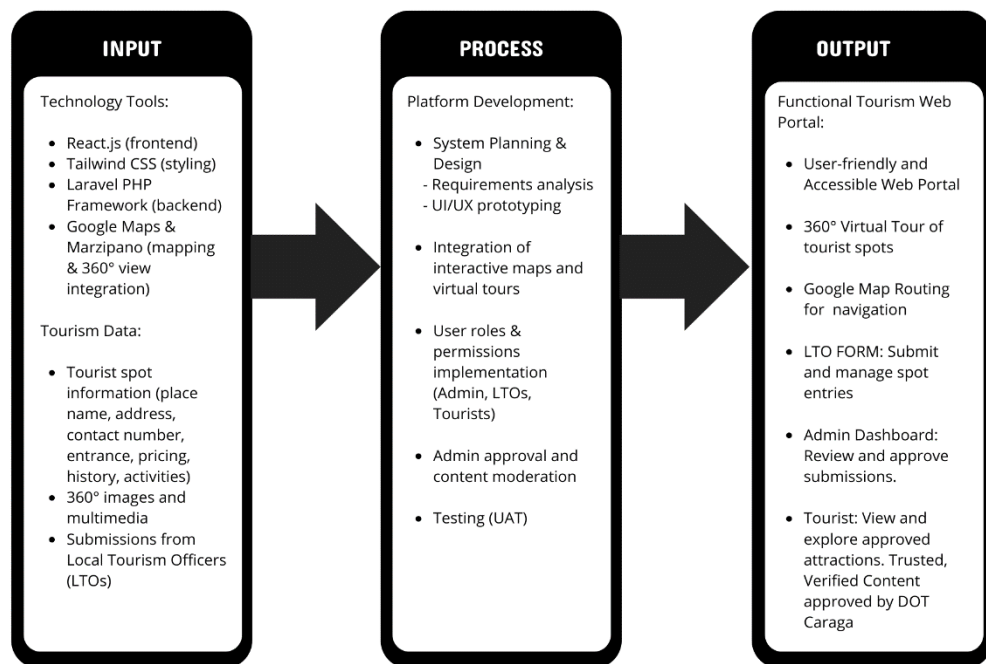 INPUT
Technology Tools:
• React.js (frontend)
• Tailwind CSS (styling)
• Laravel PHP
Framework (backend)
• Google Maps &
Marzipano (mapping
& 360° view
integration)
Tourism Data:
• Tourist spot
information (place
name, address,
contact number,
entrance, pricing,
history, activities)
• 360° images and
multimedia
• Submissions from
Local Tourism Officers
(LTOs)
PROCESS
Platform Development:
• System Planning &
Design
- Requirements analysis
- UI/UX prototyping
• Integration of
interactive maps and
virtual tours
• User roles &
permissions
implementation
(Admin, LTOs,
Tourists)
• Admin approval and
content moderation
• Testing (UAT)
OUTPUT
Functional Tourism Web
Portal:
• User-friendly and
Accessible Web Portal
• 360° Virtual Tour of
tourist spots
• Google Map Routing
for navigation
• LTO FORM: Submit
and manage spot
entries
• Admin Dashboard:
Review and approve
submissions.
• Tourist: View and
explore approved
attractions. Trusted,
Verified Content
approved by DOT
Caraga